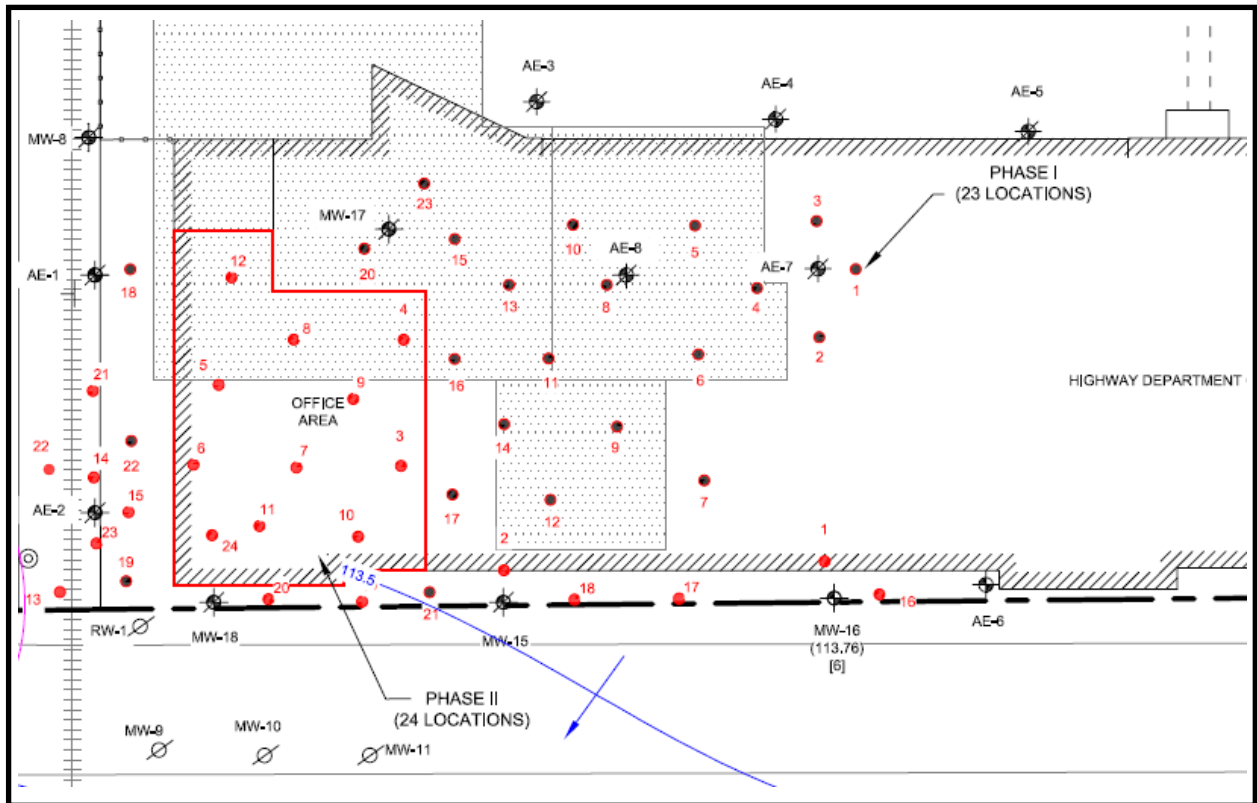 AE-3
AE-4
AE-5
MW-8
PHASE I
(23 LOCATIONS)
23
3
MW-17
10
5
AE-8
12
20
15
AE-1
AE-7
18
13
8
4
1
8
4
2
5
9
16
11
6
HIGHWAY DEPARTMENT
21
OFFICE
AREA
22
14
22
6
7
3
14
9
15
AE-2
7
23
11
10
17
12
24
2
1
19
113.5
13
20
18
17
16
21
RW-1
MW-18
MW-15
MW-16
(113.76)
[6]
AE-6
PHASE II
(24 LOCATIONS)
MW-9
MW-10
MW-11